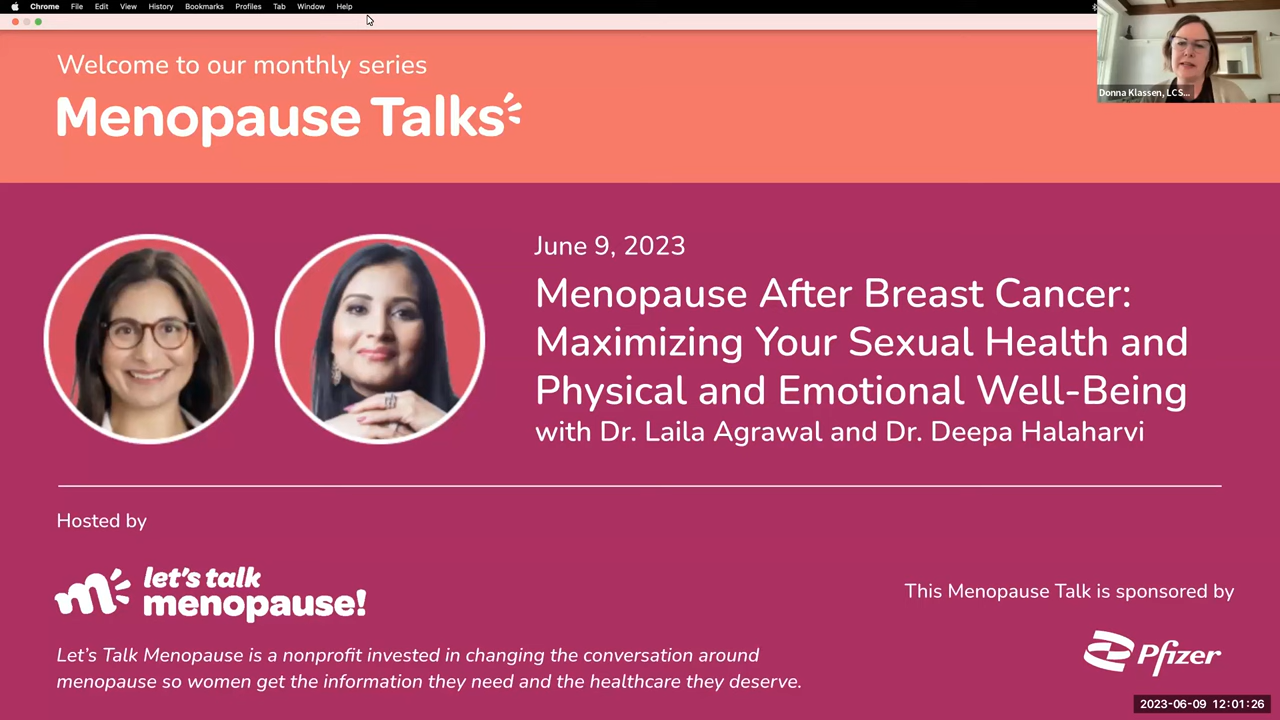 Chrome File Edit View History Bookmarks Profiles Tab Window Help
Donna Klassen, LCS...
Welcome to our monthly series
Menopause Talks
June 9, 2023
Menopause After Breast Cancer:
Maximizing Your Sexual Health and
Physical and Emotional Well-Being
with Dr. Laila Agrawal and Dr. Deepa Halaharvi
Hosted by
let's talk
menopause!
This Menopause Talk is sponsored by
Pfizer
Let's Talk Menopause is a nonprofit invested in changing the conversation around
menopause so women get the information they need and the healthcare they deserve.
2023-06-09 12:01:26